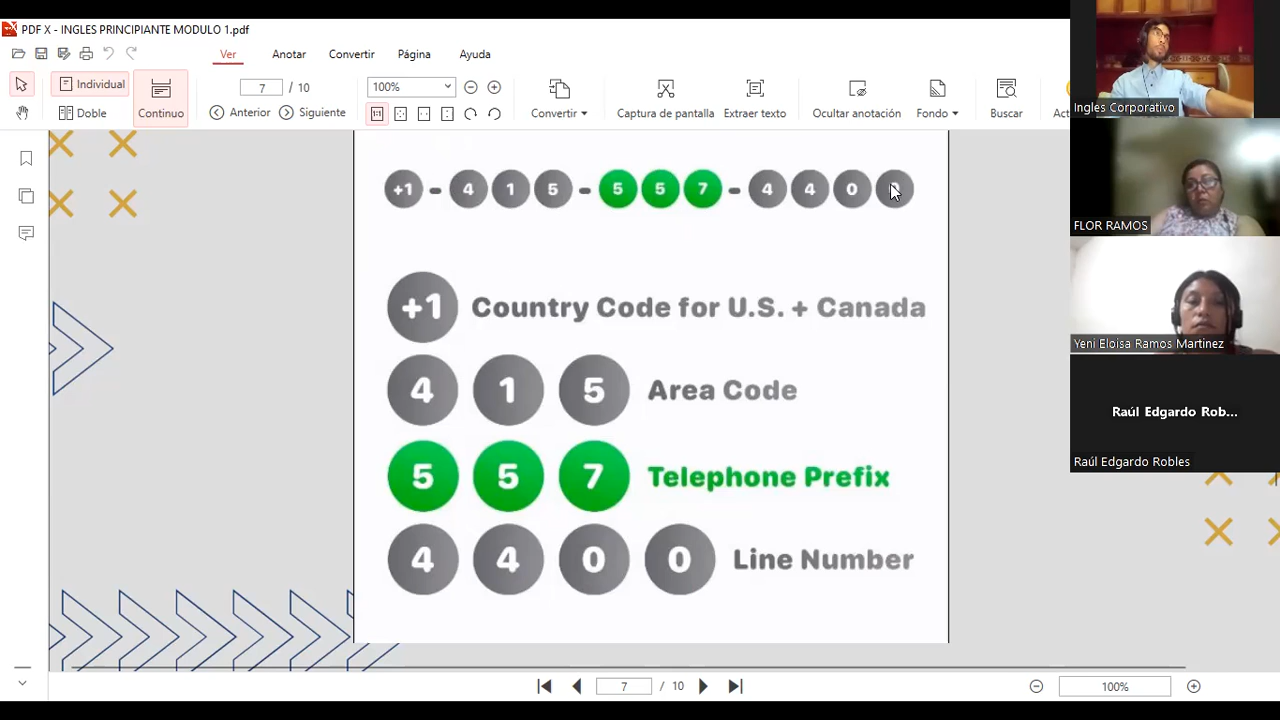 PDF X - INGLES PRINCIPIANTE MODULO 1.pdf
Ver Anotar Convertir Página Ayuda
Individual
Doble
Continuo
7 / 10
Anterior Siguiente
100%
Convertir
Captura de pantalla
Extraer texto
Ocultar anotación
Fondo
Buscar
Ingles Corporativo
FLOR RAMOS
Yeni Eloisa Ramos Martinez
Raúl Edgardo Rob...
Raúl Edgardo Robles
+1 - 4 1 5 - 5 5 7 - 4 4 0
+1 Country Code for U.S. + Canada
4 1 5 Area Code
5 5 7 Telephone Prefix
4 4 0 0 Line Number
7 / 10
100%